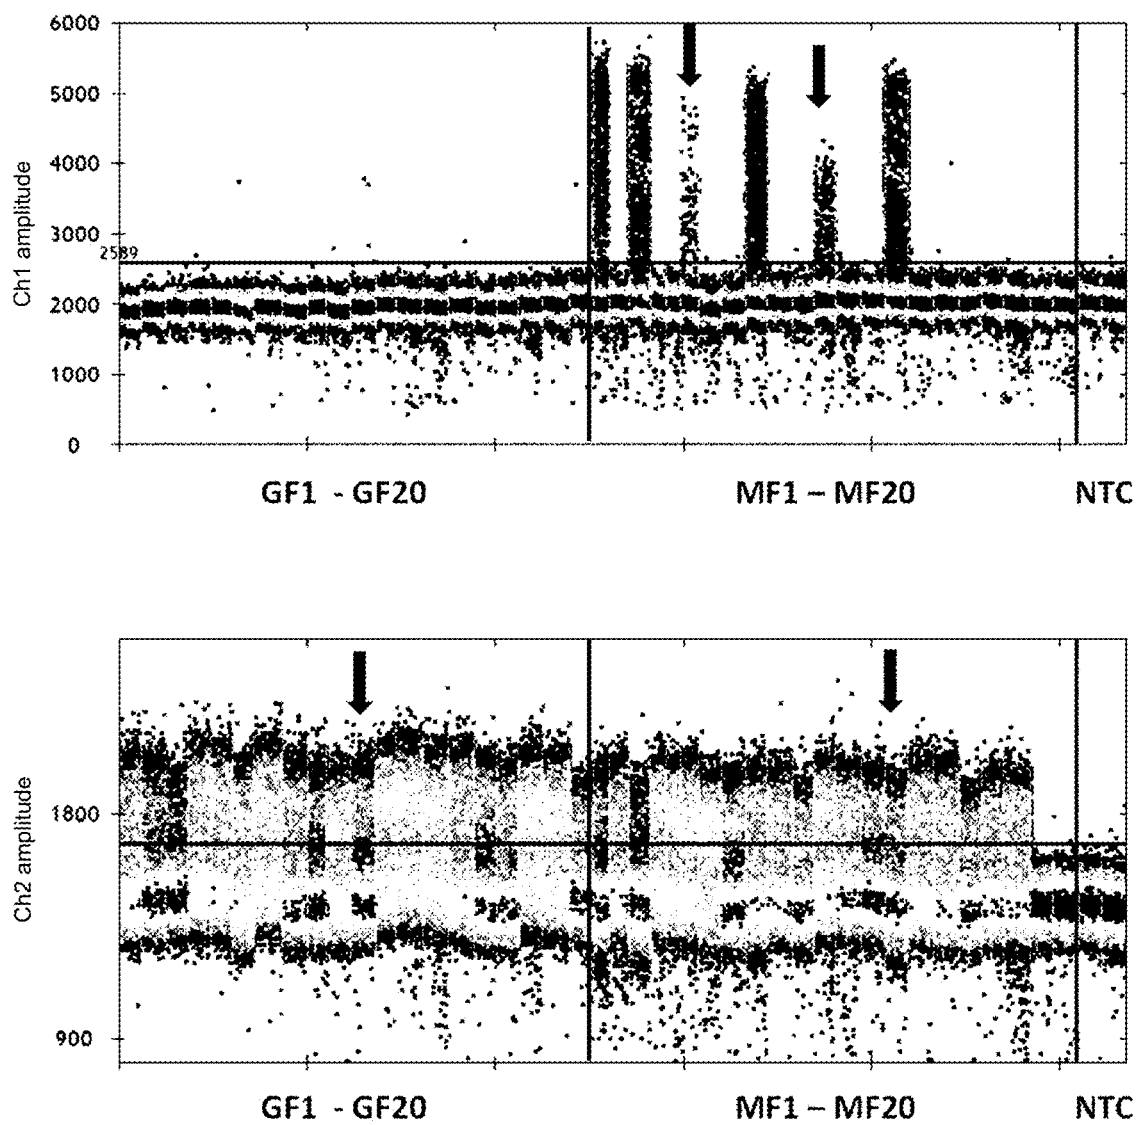 6000
5000
4000
3000
2589
2000
1000
0
Ch1 amplitude
GF1 - GF20
MF1 – MF20
NTC
1800
900
Ch2 amplitude
GF1 - GF20
MF1 – MF20
NTC